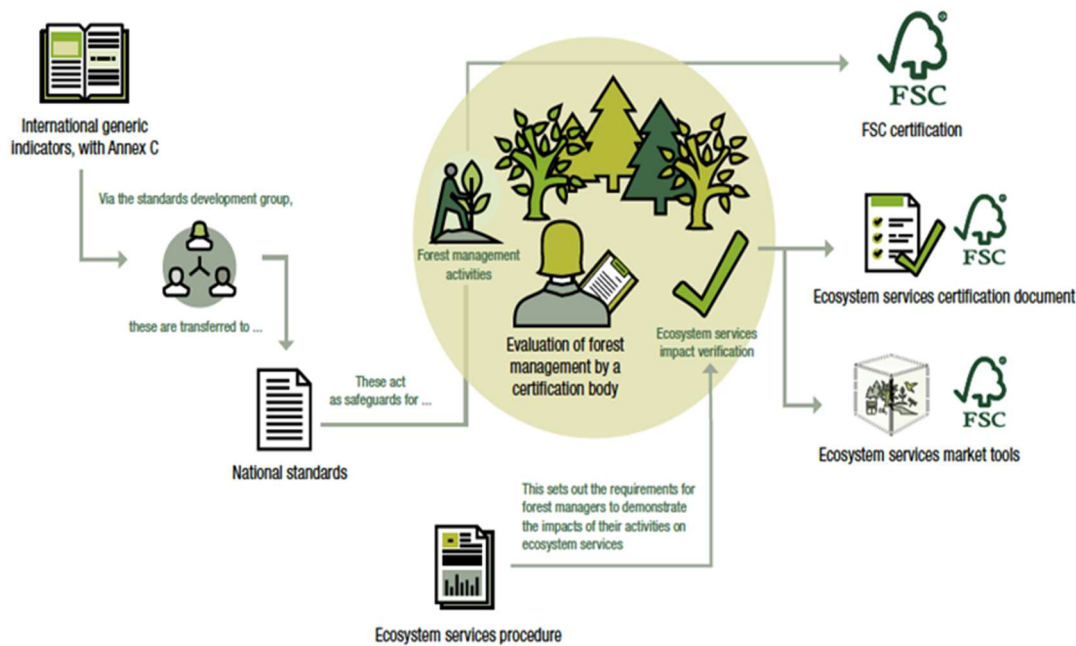 International generic
indicators, with Annex C
Via the standards development group,
these are transferred to ...
National standards
These act
as safeguards for ...
Forest management
activities
Evaluation of forest
management by a
certification body
Ecosystem services
impact verification
This sets out the requirements for
forest managers to demonstrate
the impacts of their activities on
ecosystem services
Ecosystem services procedure
FSC
FSC certification
FSC
Ecosystem services certification document
FSC
Ecosystem services market tools